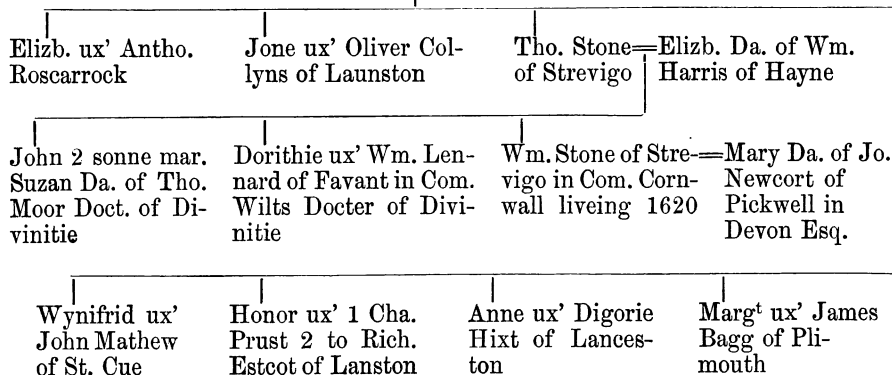 Elizb. ux' Antho.
Roscarrock
Jone ux' Oliver Col-
lyns of Launston
Tho. Stone
of Strevigo
Elizb. Da. of Wm.
Harris of Hayne
John 2 sonne mar.
Suzan Da. of Tho.
Moor Doct. of Di-
vinitie
Dorithie ux' Wm. Len-
nard of Favant in Com.
Wilts Docter of Divi-
nitie
Wm. Stone of Stre-
vigo in Com. Corn-
wall liveing 1620
Mary Da. of Jo.
Newcort of
Pickwell in
Devon Esq.
Wynifrid ux'
John Mathew
of St. Cue
Honor ux' 1 Cha.
Prust 2 to Rich.
Estcot of Lanston
Anne ux' Digorie
Hixt of Lances-
ton
Margt ux' James
Bagg of Pli-
mouth